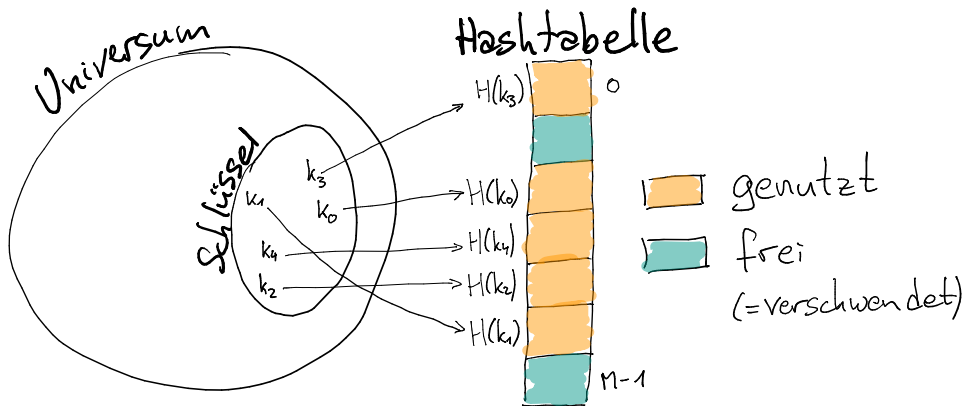 Universum
Schlüssel
k₃
k₁
k₀
k₄
k₂
Hashtabelle
H(k₃)
0
H(k₀)
H(k₄)
H(k₂)
H(k₁)
M-1
genutzt
frei
(=verschwendet)